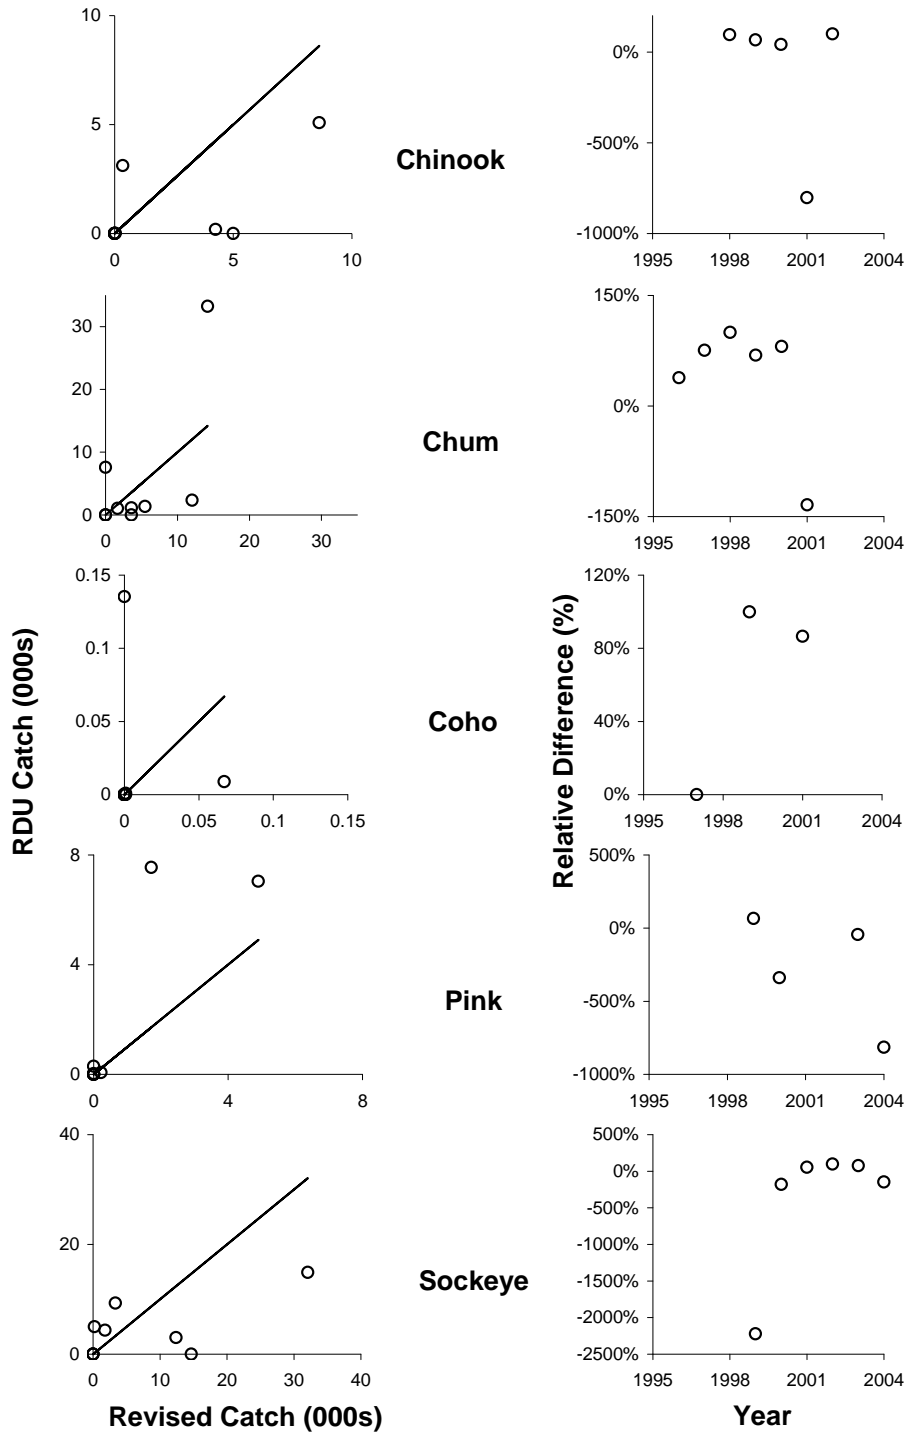 10
5
0
0 5 10
Chinook
0%
-500%
-1000%
1995 1998 2001 2004
30
20
10
0
0 10 20 30
Chum
150%
0%
-150%
1995 1998 2001 2004
0.15
0.1
0.05
0
0 0.05 0.1 0.15
Coho
120%
80%
40%
0%
1995 1998 2001 2004
RDU Catch (000s)
Relative Difference (%)
8
4
0
0 4 8
Pink
500%
0%
-500%
-1000%
1995 1998 2001 2004
40
20
0
0 10 20 30 40
Sockeye
500%
0%
-500%
-1000%
-1500%
-2000%
-2500%
1995 1998 2001 2004
Revised Catch (000s)
Year